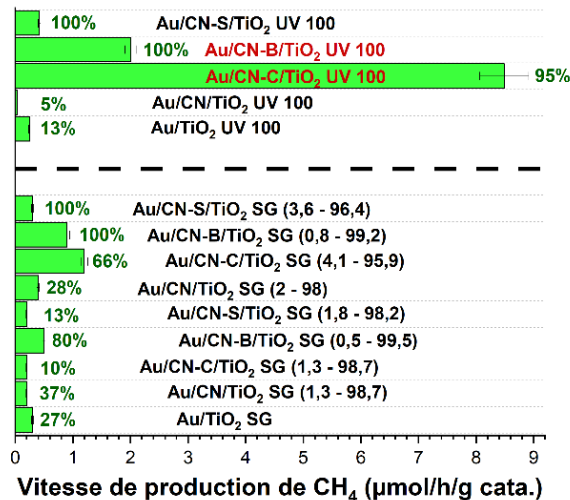 100% Au/CN-S/TiO₂ UV 100
100% Au/CN-B/TiO₂ UV 100
Au/CN-C/TiO₂ UV 100 95%
5% Au/CN/TiO₂ UV 100
13% Au/TiO₂ UV 100
100% Au/CN-S/TiO₂ SG (3,6 - 96,4)
100% Au/CN-B/TiO₂ SG (0,8 - 99,2)
66% Au/CN-C/TiO₂ SG (4,1 - 95,9)
28% Au/CN/TiO₂ SG (2 - 98)
13% Au/CN-S/TiO₂ SG (1,8 - 98,2)
80% Au/CN-B/TiO₂ SG (0,5 - 99,5)
10% Au/CN-C/TiO₂ SG (1,3 - 98,7)
37% Au/CN/TiO₂ SG (1,3 - 98,7)
27% Au/TiO₂ SG
0 1 2 3 4 5 6 7 8 9
Vitesse de production de CH₄ (µmol/h/g cata.)